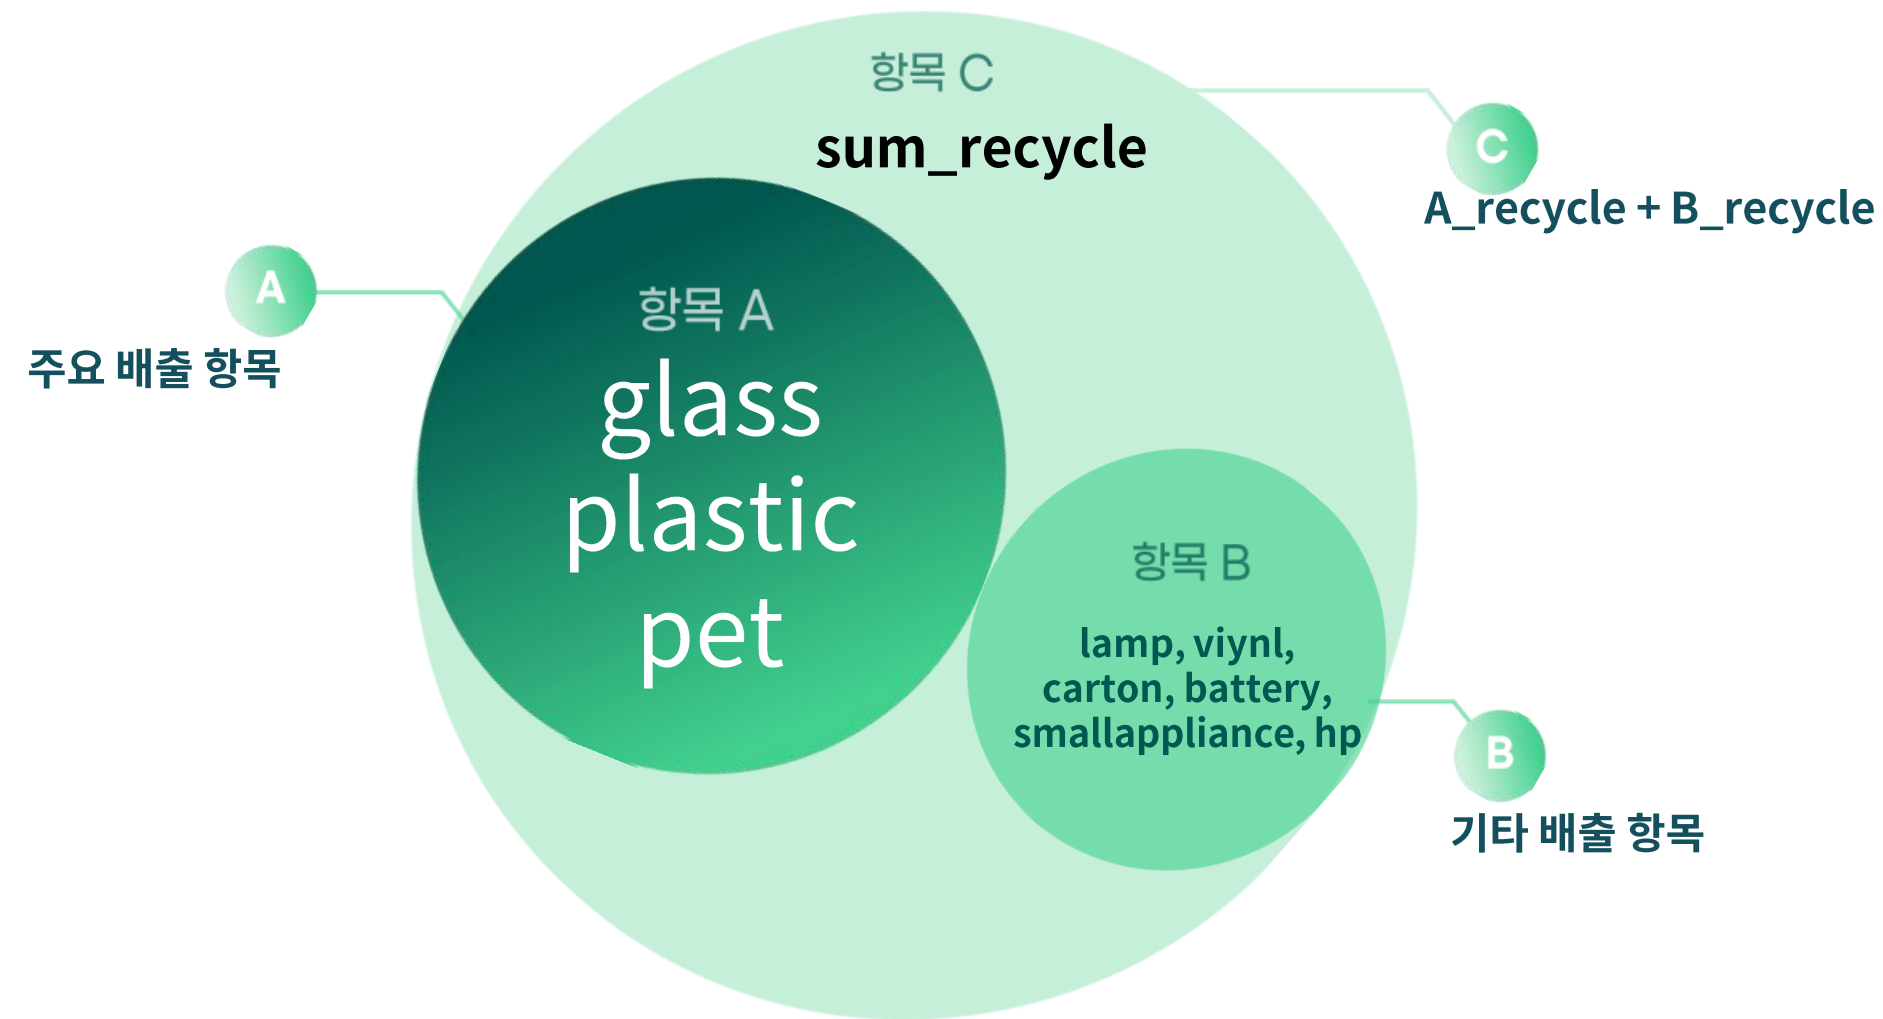 항목 C
sum_recycle
C
A_recycle + B_recycle
A
주요 배출 항목
항목 A
glass
plastic
pet
항목 B
lamp, viynl,
carton, battery,
smallappliance, hp
B
기타 배출 항목